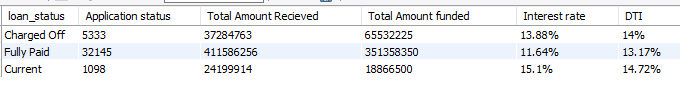 loan_status Application status Total Amount Recieved Total Amount funded Interest rate DTI
Charged Off 5333 37284763 65532225 13.88% 14%
Fully Paid 32145 411586256 351358350 11.64% 13.17%
Current 1098 24199914 18866500 15.1% 14.72%